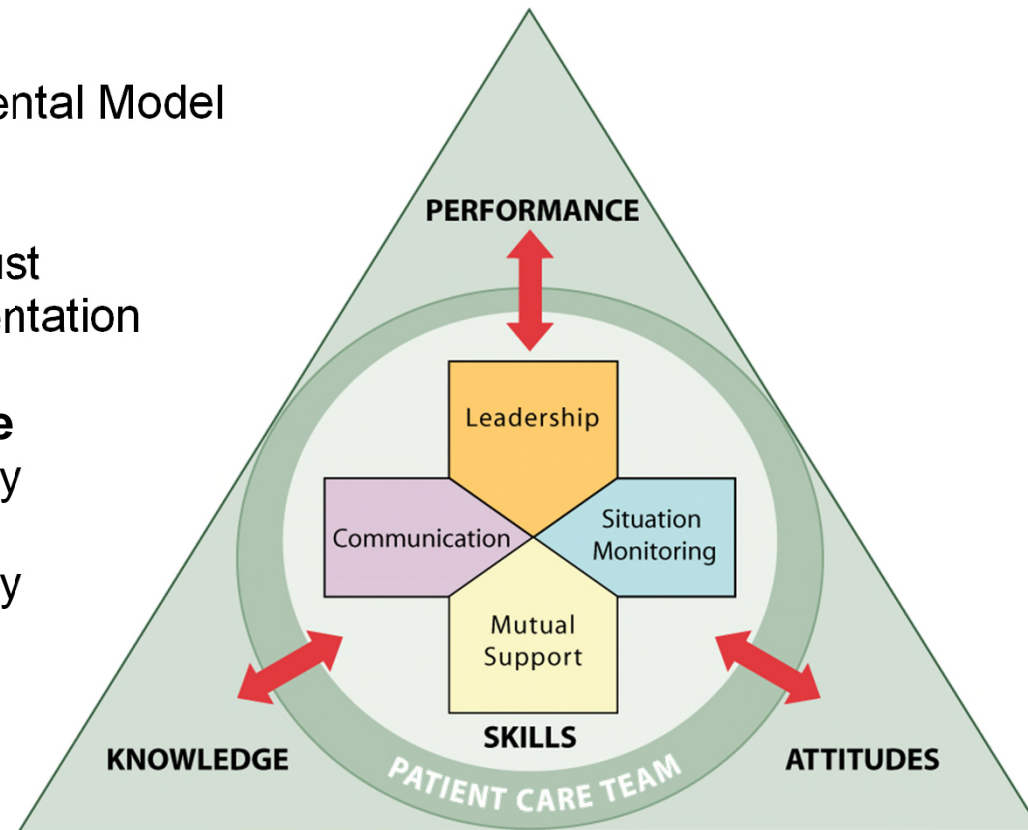 ental Model
ust
entation
e
y
y
PERFORMANCE
Leadership
Communication
Situation
Monitoring
Mutual
Support
SKILLS
KNOWLEDGE
ATTITUDES
PATIENT CARE TEAM